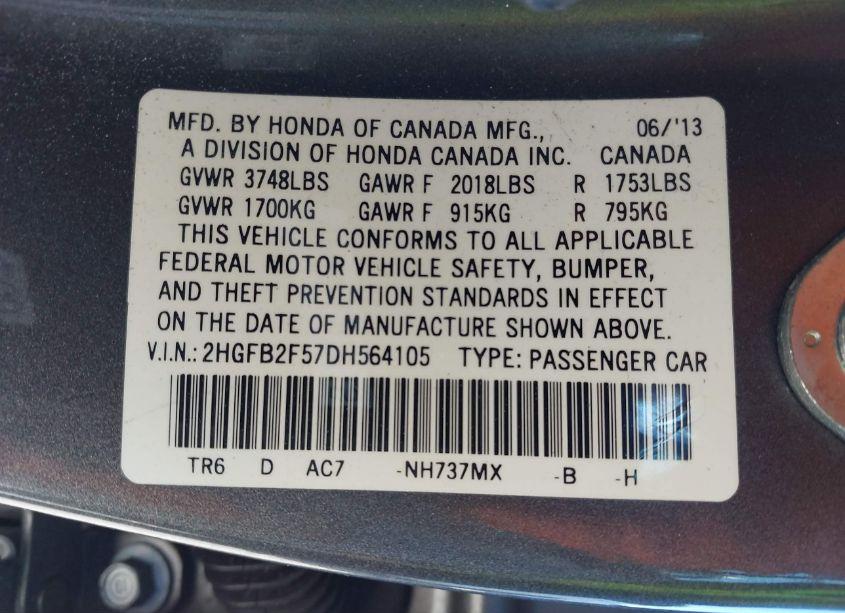 MFD. BY HONDA OF CANADA MFG., 06/'13
A DIVISION OF HONDA CANADA INC. CANADA
GVWR 3748LBS GAWR F 2018LBS R 1753LBS
GVWR 1700KG GAWR F 915KG R 795KG
THIS VEHICLE CONFORMS TO ALL APPLICABLE
FEDERAL MOTOR VEHICLE SAFETY, BUMPER,
AND THEFT PREVENTION STANDARDS IN EFFECT
ON THE DATE OF MANUFACTURE SHOWN ABOVE.
V.I.N.: 2HGFB2F57DH564105 TYPE: PASSENGER CAR
TR6 D AC7 -NH737MX -B -H